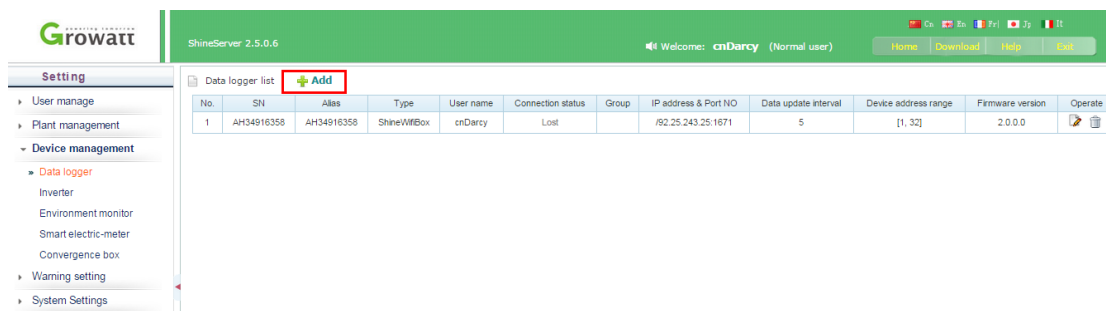 powering tomorrow
Growatt
Cn En Fr| Jp It
ShineServer 2.5.0.6
Welcome: cnDarcy (Normal user)
Home Download Help Exit
Setting
User manage
Plant management
Device management
Data logger
Inverter
Environment monitor
Smart electric-meter
Convergence box
Warning setting
System Settings
Data logger list Add
No. SN Alias Type User name Connection status Group IP address & Port NO Data update interval Device address range Firmware version Operate
1 AH34916358 AH34916358 ShineWifiBox cnDarcy Lost /92.25.243.25:1671 5 [1, 32] 2.0.0.0